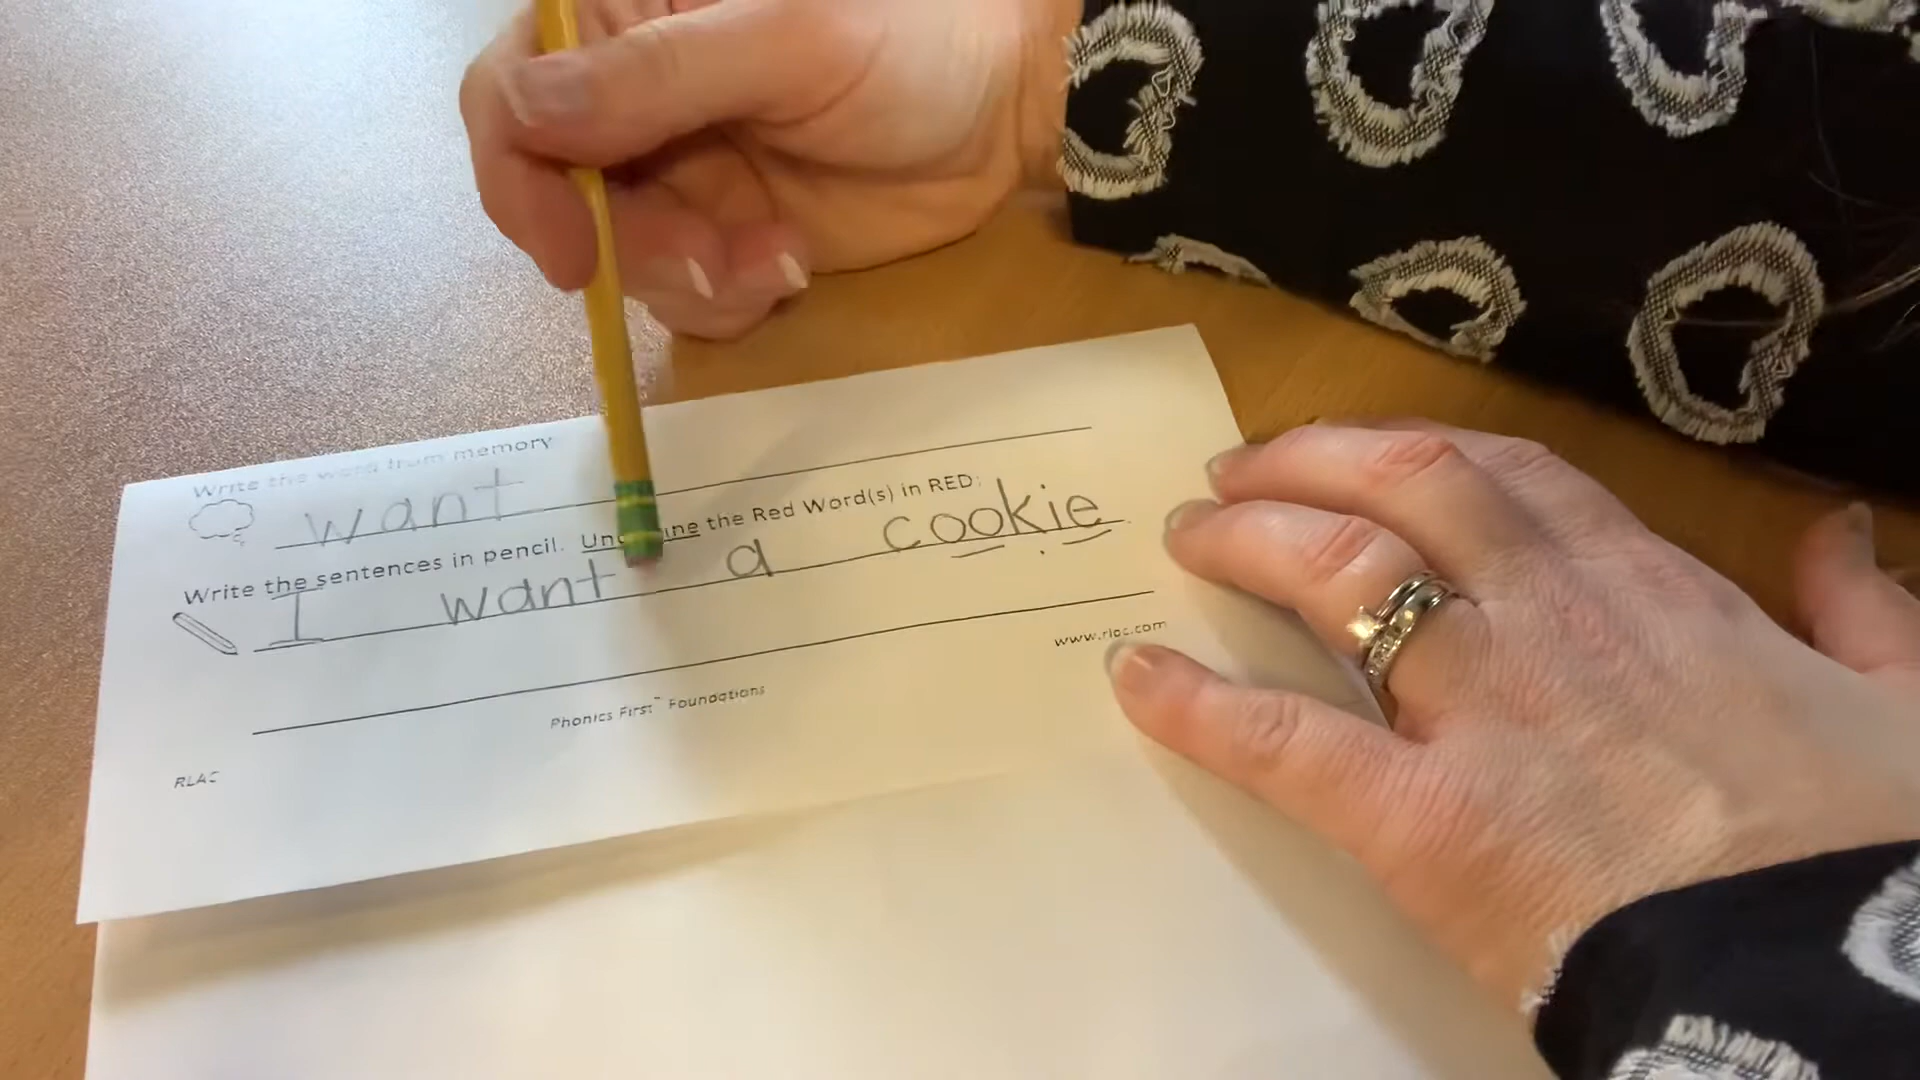 Write the word from memory
want
Write the sentences in pencil. Underline the Red Word(s) in RED:
I want a cookie.
www.rlac.com
Phonics First™ Foundations
RLAC